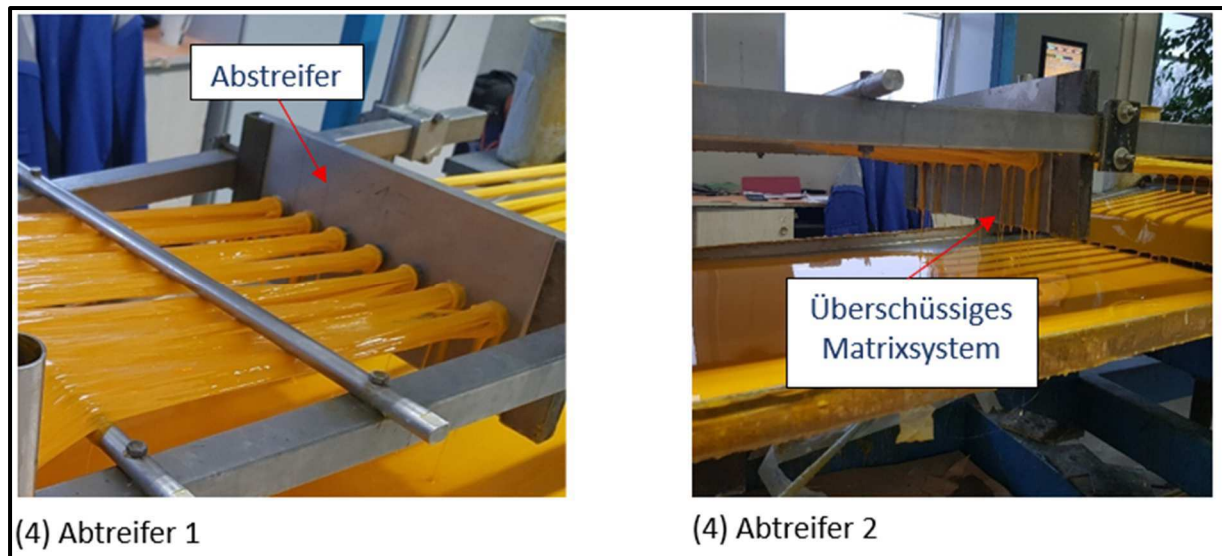 Abstreifer
Überschüssiges
Matrixsystem
(4) Abtreifer 1
(4) Abtreifer 2